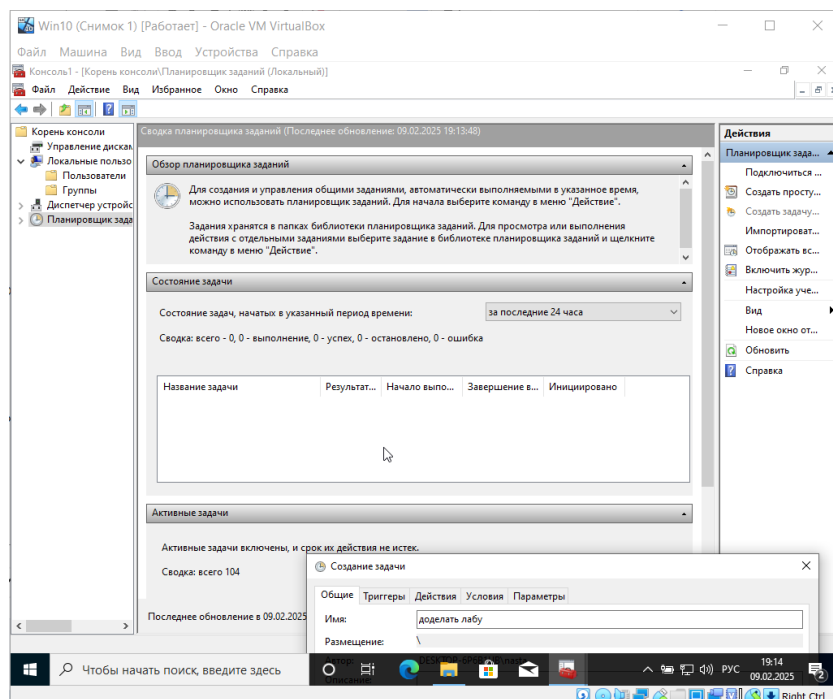 Win10 (Снимок 1) [Работает] - Oracle VM VirtualBox
Файл Машина Вид Ввод Устройства Справка
Консоль1 - [Корень консоли\Планировщик заданий (Локальный)]
Файл Действие Вид Избранное Окно Справка
Корень консоли
Управление дискам
Локальные пользо
Пользователи
Группы
Диспетчер устройс
Планировщик зада
Сводка планировщика заданий (Последнее обновление: 09.02.2025 19:13:48)
Обзор планировщика заданий
Для создания и управления общими заданиями, автоматически выполняемыми в указанное время,
можно использовать планировщик заданий. Для начала выберите команду в меню "Действие".
Задания хранятся в папках библиотеки планировщика заданий. Для просмотра или выполнения
действия с отдельными заданиями выберите задание в библиотеке планировщика заданий и щелкните
команду в меню "Действие".
Состояние задачи
Состояние задач, начатых в указанный период времени: за последние 24 часа
Сводка: всего - 0, 0 - выполнение, 0 - успех, 0 - остановлено, 0 - ошибка
Название задачи Результат... Начало выпо... Завершение в... Инициировано
Активные задачи
Активные задачи включены, и срок их действия не истек.
Сводка: всего 104
Последнее обновление в 09.02.2025
Действия
Планировщик зада...
Подключиться ...
Создать просту...
Создать задачу...
Импортироват...
Отображать вс...
Включить жур...
Настройка уче...
Вид
Новое окно от...
Обновить
Справка
Создание задачи
Общие Триггеры Действия Условия Параметры
Имя: доделать лабу
Размещение: \
Автор:
Описание:
Чтобы начать поиск, введите здесь
РУС
19:14
09.02.2025
2
Right Ctrl